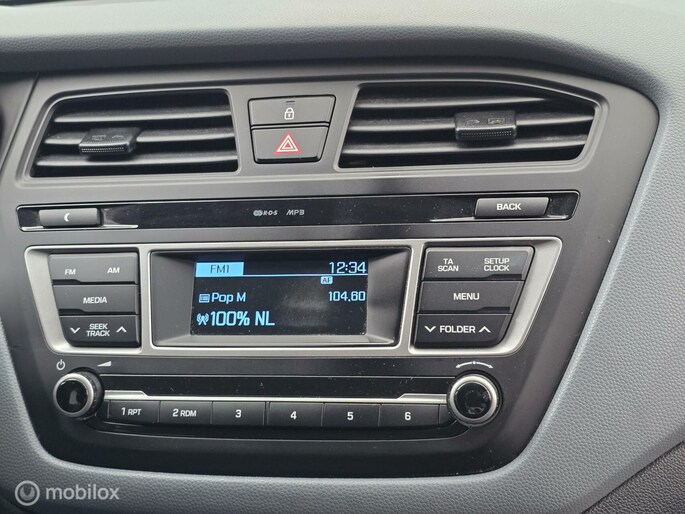 RDS MP3
BACK
FM AM
MEDIA
SEEK
TRACK
FM1 12:34
AF
Pop M 104,60
100% NL
TA
SCAN
SETUP
CLOCK
MENU
FOLDER
1 RPT 2 RDM 3 4 5 6
mobilox